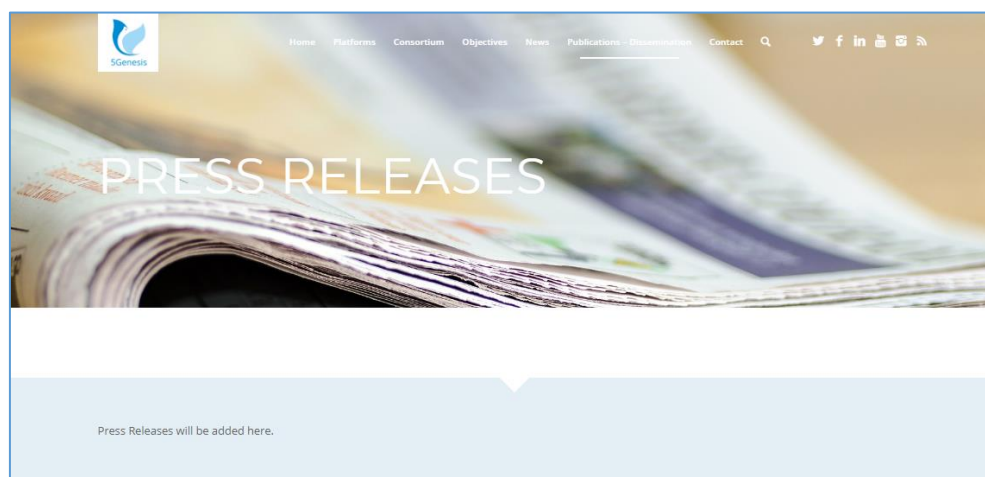 5Genesis
Home Platforms Consortium Objectives News Publications - Dissemination Contact
PRESS RELEASES
Press Releases will be added here.